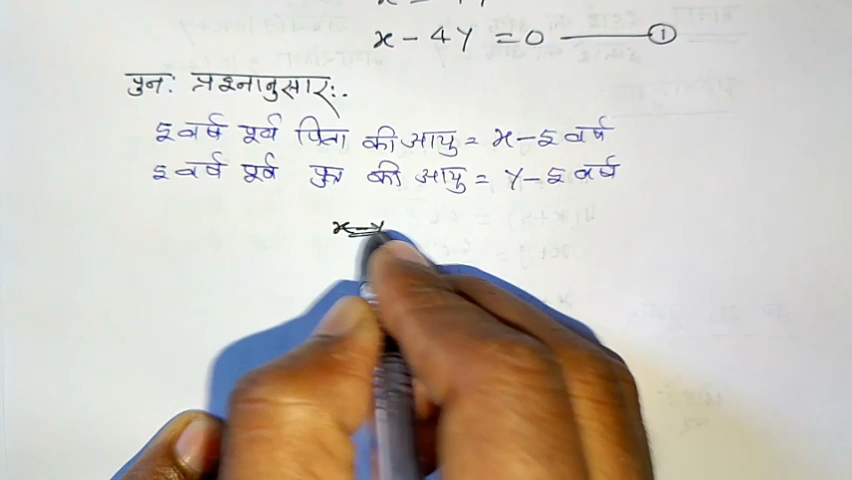 x - 4y = 0 ——— ①
पुनः प्रश्नानुसारः-
5 वर्ष पूर्व पिता की आयु = x - 5 वर्ष
5 वर्ष पूर्व पुत्र की आयु = y - 5 वर्ष
x - y